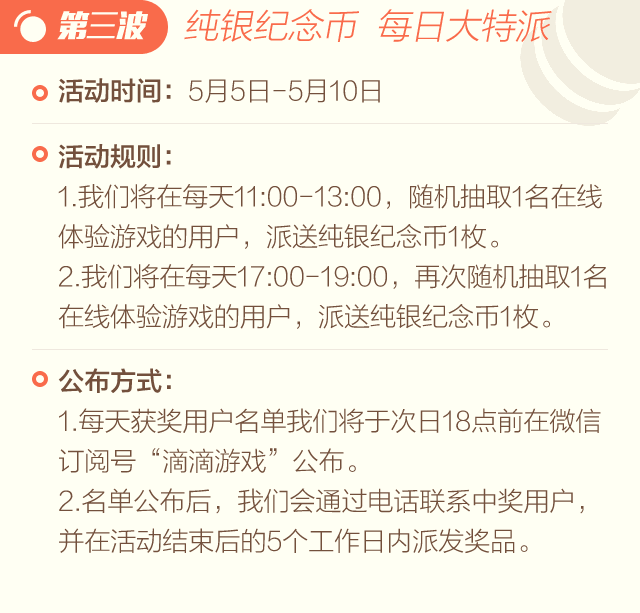 第三波 纯银纪念币 每日大特派
活动时间：5月5日-5月10日
活动规则：
1.我们将在每天11:00-13:00，随机抽取1名在线
体验游戏的用户，派送纯银纪念币1枚。
2.我们将在每天17:00-19:00，再次随机抽取1名
在线体验游戏的用户，派送纯银纪念币1枚。
公布方式：
1.每天获奖用户名单我们将于次日18点前在微信
订阅号“滴滴游戏”公布。
2.名单公布后，我们会通过电话联系中奖用户，
并在活动结束后的5个工作日内派发奖品。